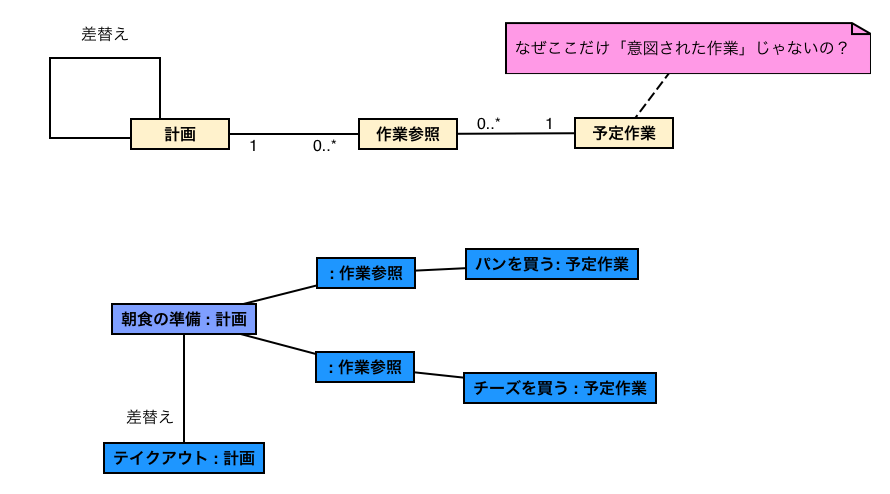 差替え
なぜここだけ「意図された作業」じゃないの？
計画
作業参照
予定作業
1
0..*
0..*
1
: 作業参照
パンを買う: 予定作業
朝食の準備 : 計画
: 作業参照
チーズを買う : 予定作業
差替え
テイクアウト : 計画